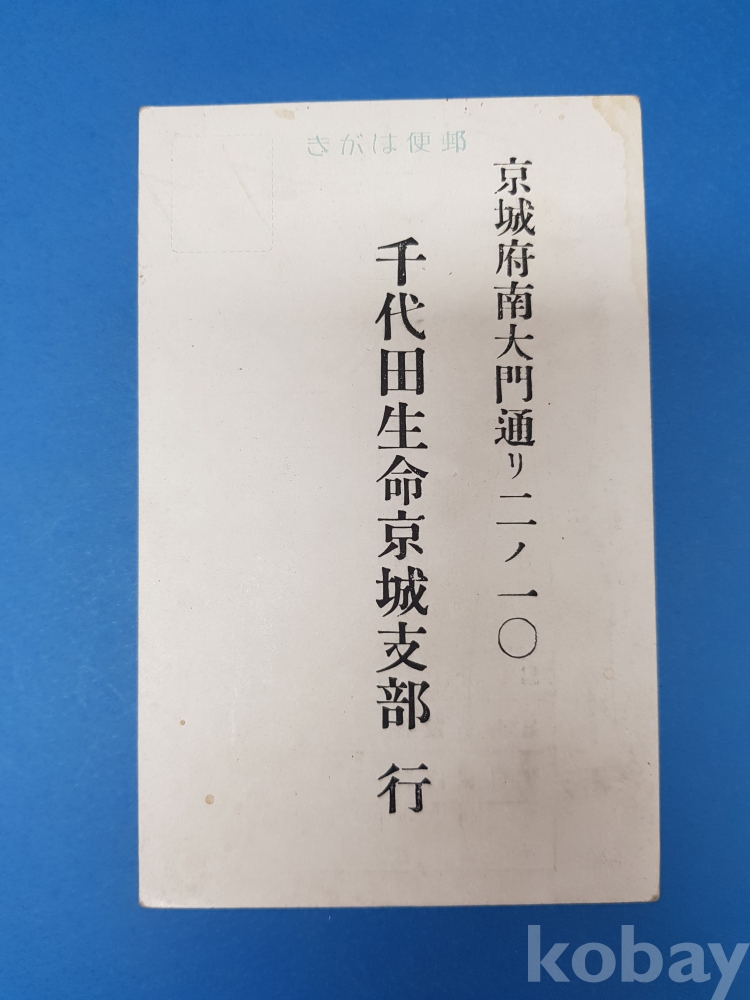 郵便はがき
京城府南大門通リ二ノ一〇
千代田生命京城支部 行
kobay